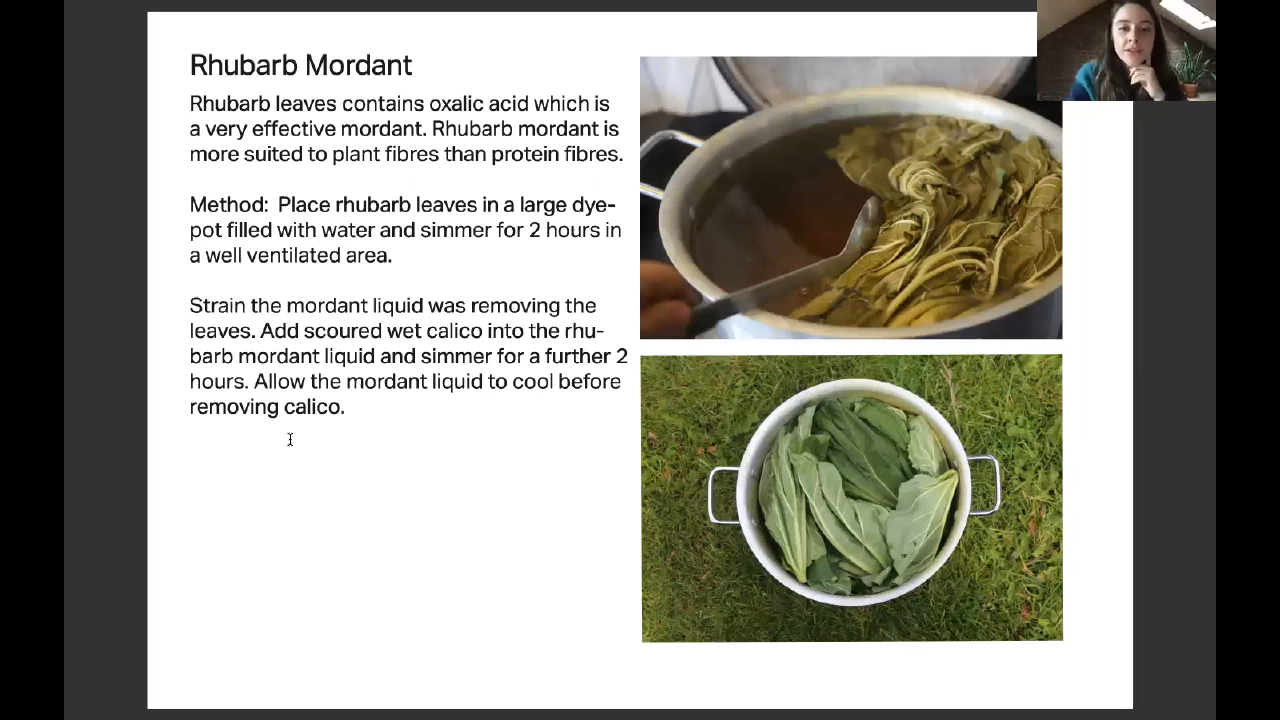 Rhubarb Mordant
Rhubarb leaves contains oxalic acid which is
a very effective mordant. Rhubarb mordant is
more suited to plant fibres than protein fibres.
Method:  Place rhubarb leaves in a large dye-
pot filled with water and simmer for 2 hours in
a well ventilated area.
Strain the mordant liquid was removing the
leaves. Add scoured wet calico into the rhu-
barb mordant liquid and simmer for a further 2
hours. Allow the mordant liquid to cool before
removing calico.